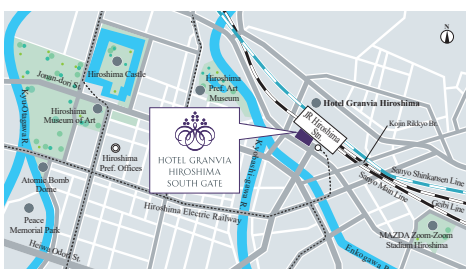 N
Jonan-dori St.
Hiroshima Castle
Hiroshima
Pref. Art
Museum
Hotel Granvia Hiroshima
JR Hiroshima
Stn.
Kojin Rikkyo Br.
Kyu Otagawa R.
Hiroshima
Museum of Art
HOTEL GRANVIA
HIROSHIMA
SOUTH GATE
Hiroshima
Pref. Offices
Kyobashi-gawa R.
Sanyo Shinkansen Line
Sanyo Main Line
Geibi Line
Atomic Bomb
Dome
Hiroshima Electric Railway
Peace
Memorial Park
MAZDA Zoom-Zoom
Stadium Hiroshima
Heiwa Odori St.
Enkogawa R.